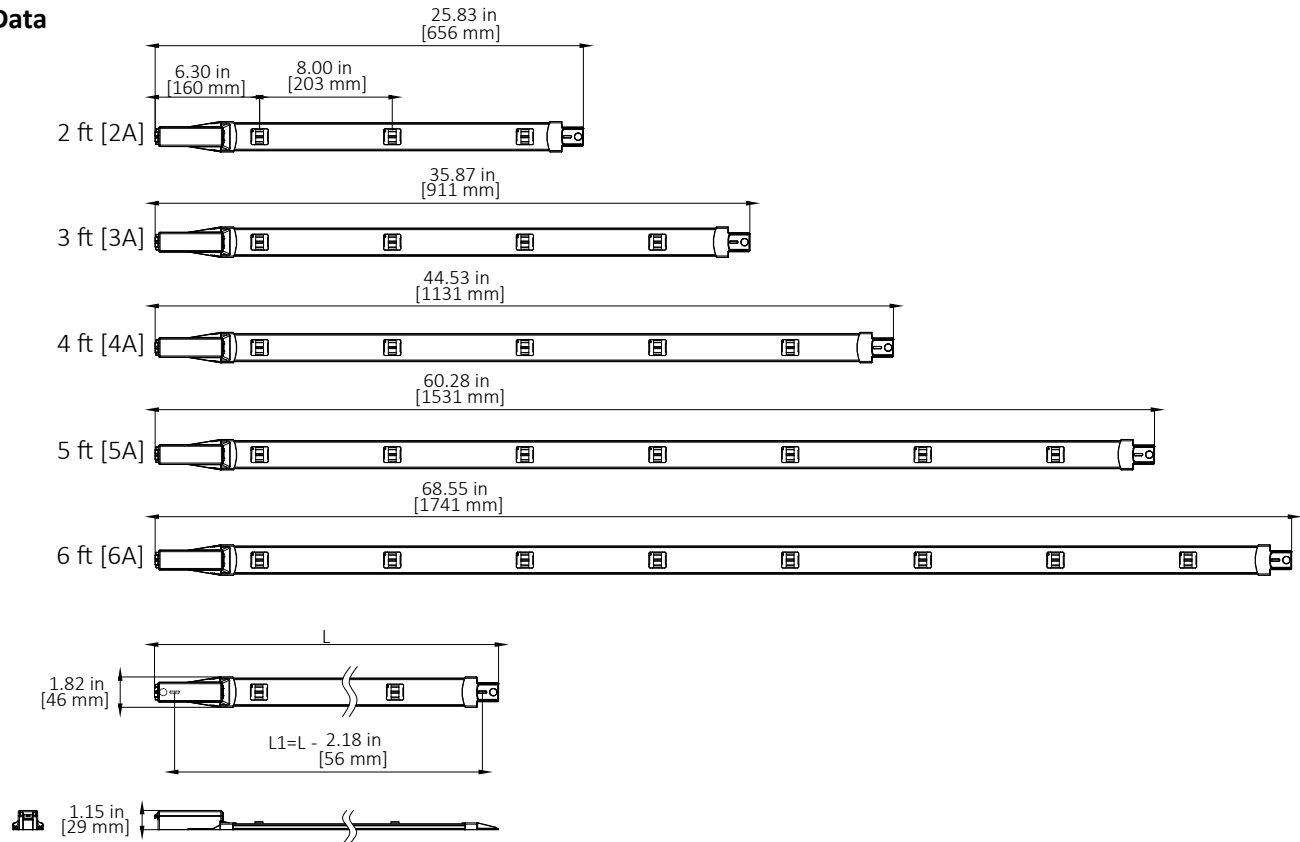 Data
25.83 in
[656 mm]
6.30 in
[160 mm]
8.00 in
[203 mm]
2 ft [2A]
35.87 in
[911 mm]
3 ft [3A]
44.53 in
[1131 mm]
4 ft [4A]
60.28 in
[1531 mm]
5 ft [5A]
68.55 in
[1741 mm]
6 ft [6A]
L
1.82 in
[46 mm]
L1=L - 2.18 in
[56 mm]
1.15 in
[29 mm]